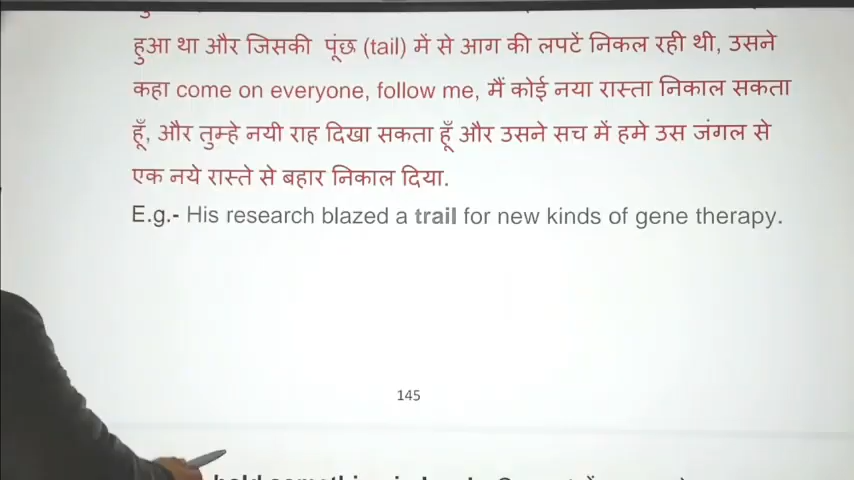 हुआ था और जिसकी पूंछ (tail) में से आग की लपटें निकल रही थी, उसने
कहा come on everyone, follow me, मैं कोई नया रास्ता निकाल सकता
हूँ, और तुम्हे नयी राह दिखा सकता हूँ और उसने सच में हमे उस जंगल से
एक नये रास्ते से बहार निकाल दिया.
E.g.- His research blazed a trail for new kinds of gene therapy.
145